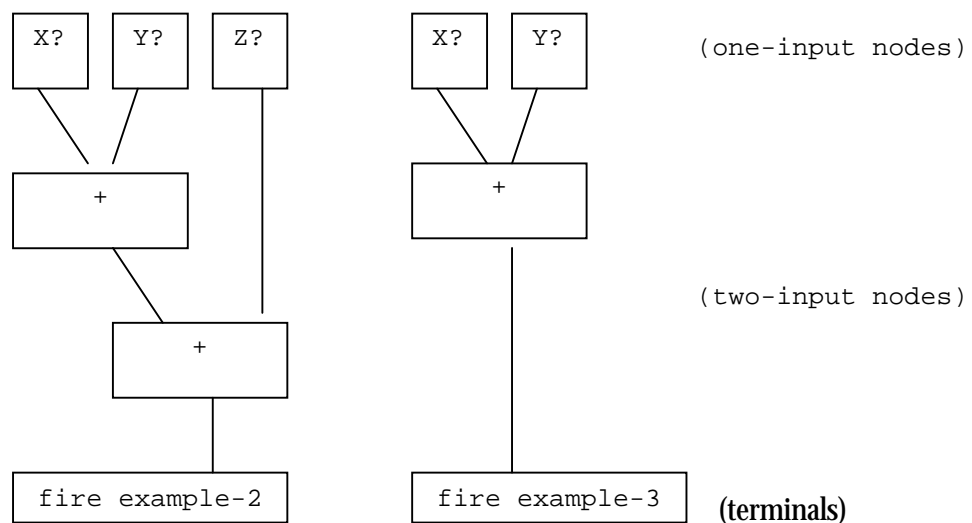 X? Y? Z? X? Y? (one-input nodes)
+ +
(two-input nodes)
+
fire example-2 fire example-3 (terminals)